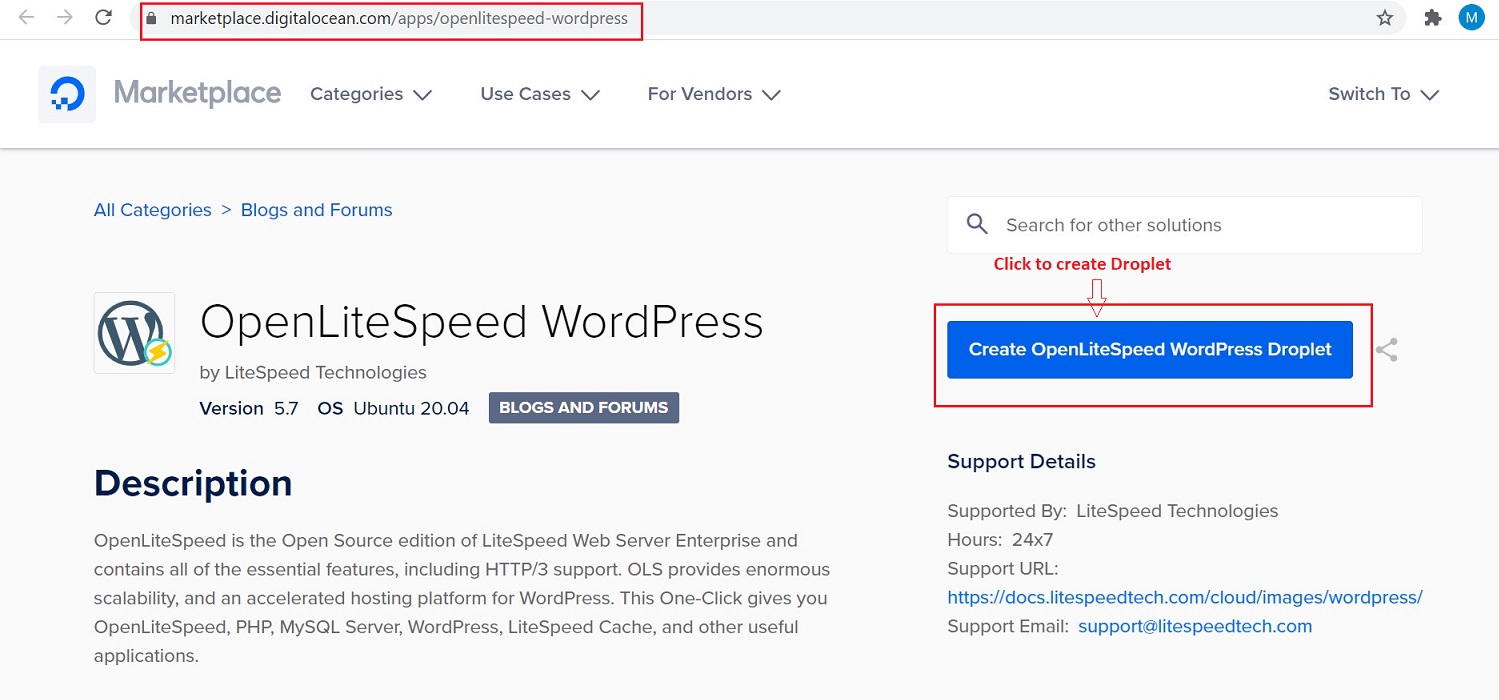 marketplace.digitalocean.com/apps/openlitespeed-wordpress
M
Marketplace
Categories
Use Cases
For Vendors
Switch To
All Categories > Blogs and Forums
Search for other solutions
Click to create Droplet
OpenLiteSpeed WordPress
Create OpenLiteSpeed WordPress Droplet
by LiteSpeed Technologies
Version 5.7 OS Ubuntu 20.04 BLOGS AND FORUMS
Description
OpenLiteSpeed is the Open Source edition of LiteSpeed Web Server Enterprise and
contains all of the essential features, including HTTP/3 support. OLS provides enormous
scalability, and an accelerated hosting platform for WordPress. This One-Click gives you
OpenLiteSpeed, PHP, MySQL Server, WordPress, LiteSpeed Cache, and other useful
applications.
Support Details
Supported By: LiteSpeed Technologies
Hours: 24x7
Support URL:
https://docs.litespeedtech.com/cloud/images/wordpress/
Support Email: support@litespeedtech.com